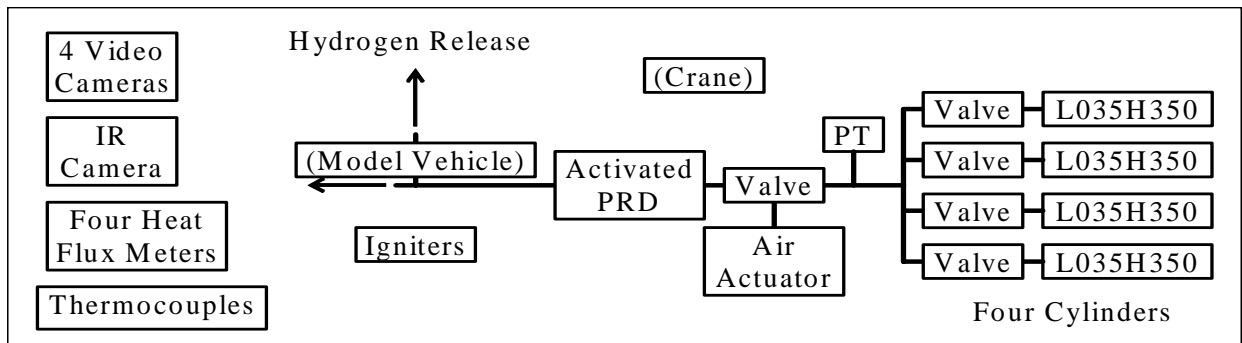 4 Video
Cameras
IR
Camera
Four Heat
Flux Meters
Thermocouples
Hydrogen Release
(Model Vehicle)
Igniters
(Crane)
Activated
PRD
Valve
Air
Actuator
PT
Valve
L035H350
Valve
L035H350
Valve
L035H350
Valve
L035H350
Four Cylinders